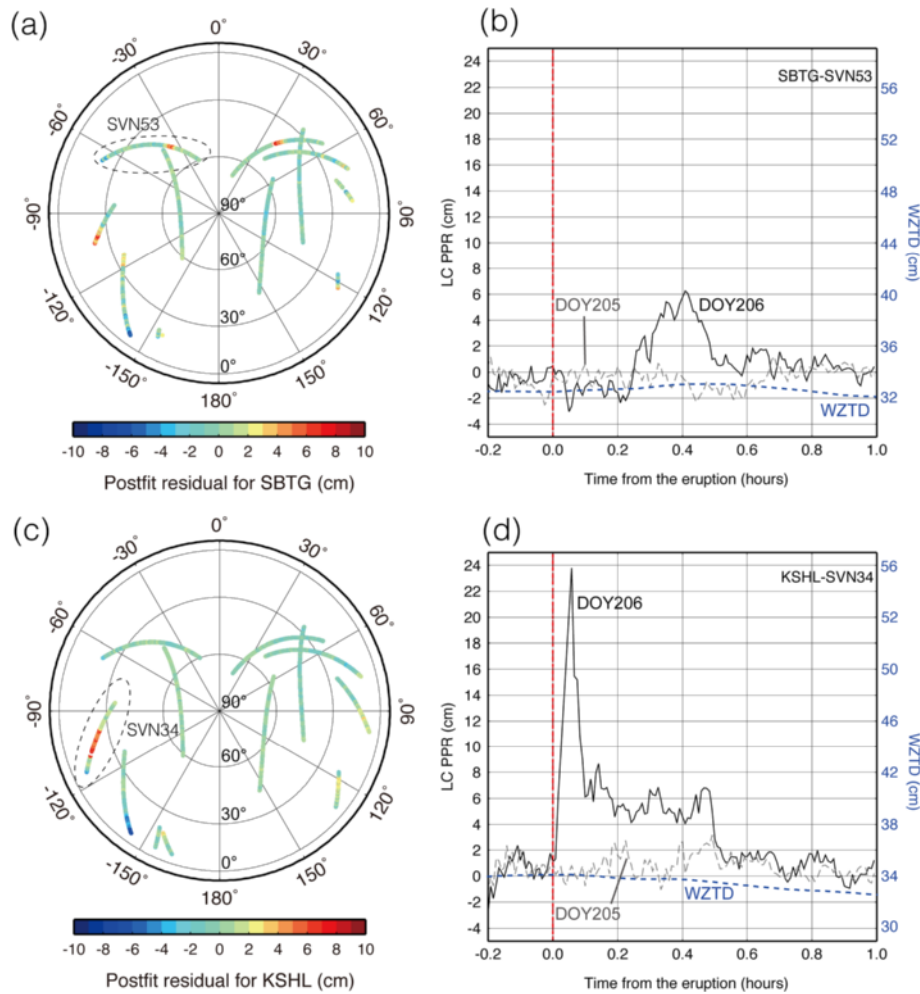 (a)
0°
30°
60°
90°
120°
180°
-150°
-120°
-90°
-60°
-30°
SVN53
90°
60°
30°
0°
-10 -8 -6 -4 -2 0 2 4 6 8 10
Postfit residual for SBTG (cm)
(b)
SBTG-SVN53
DOY205
DOY206
WZTD
LC PPR (cm)
24
22
20
18
16
14
12
10
8
6
4
2
0
-2
-4
WZTD (cm)
56
52
48
44
40
36
32
-0.2 0.0 0.2 0.4 0.6 0.8 1.0
Time from the eruption (hours)
(c)
0°
30°
60°
90°
120°
180°
-150°
-120°
-90°
-60°
-30°
SVN34
90°
60°
30°
0°
-10 -8 -6 -4 -2 0 2 4 6 8 10
Postfit residual for KSHL (cm)
(d)
KSHL-SVN34
DOY206
WZTD
DOY205
LC PPR (cm)
24
22
20
18
16
14
12
10
8
6
4
2
0
-2
-4
WZTD (cm)
56
54
50
46
42
38
34
30
-0.2 0.0 0.2 0.4 0.6 0.8 1.0
Time from the eruption (hours)